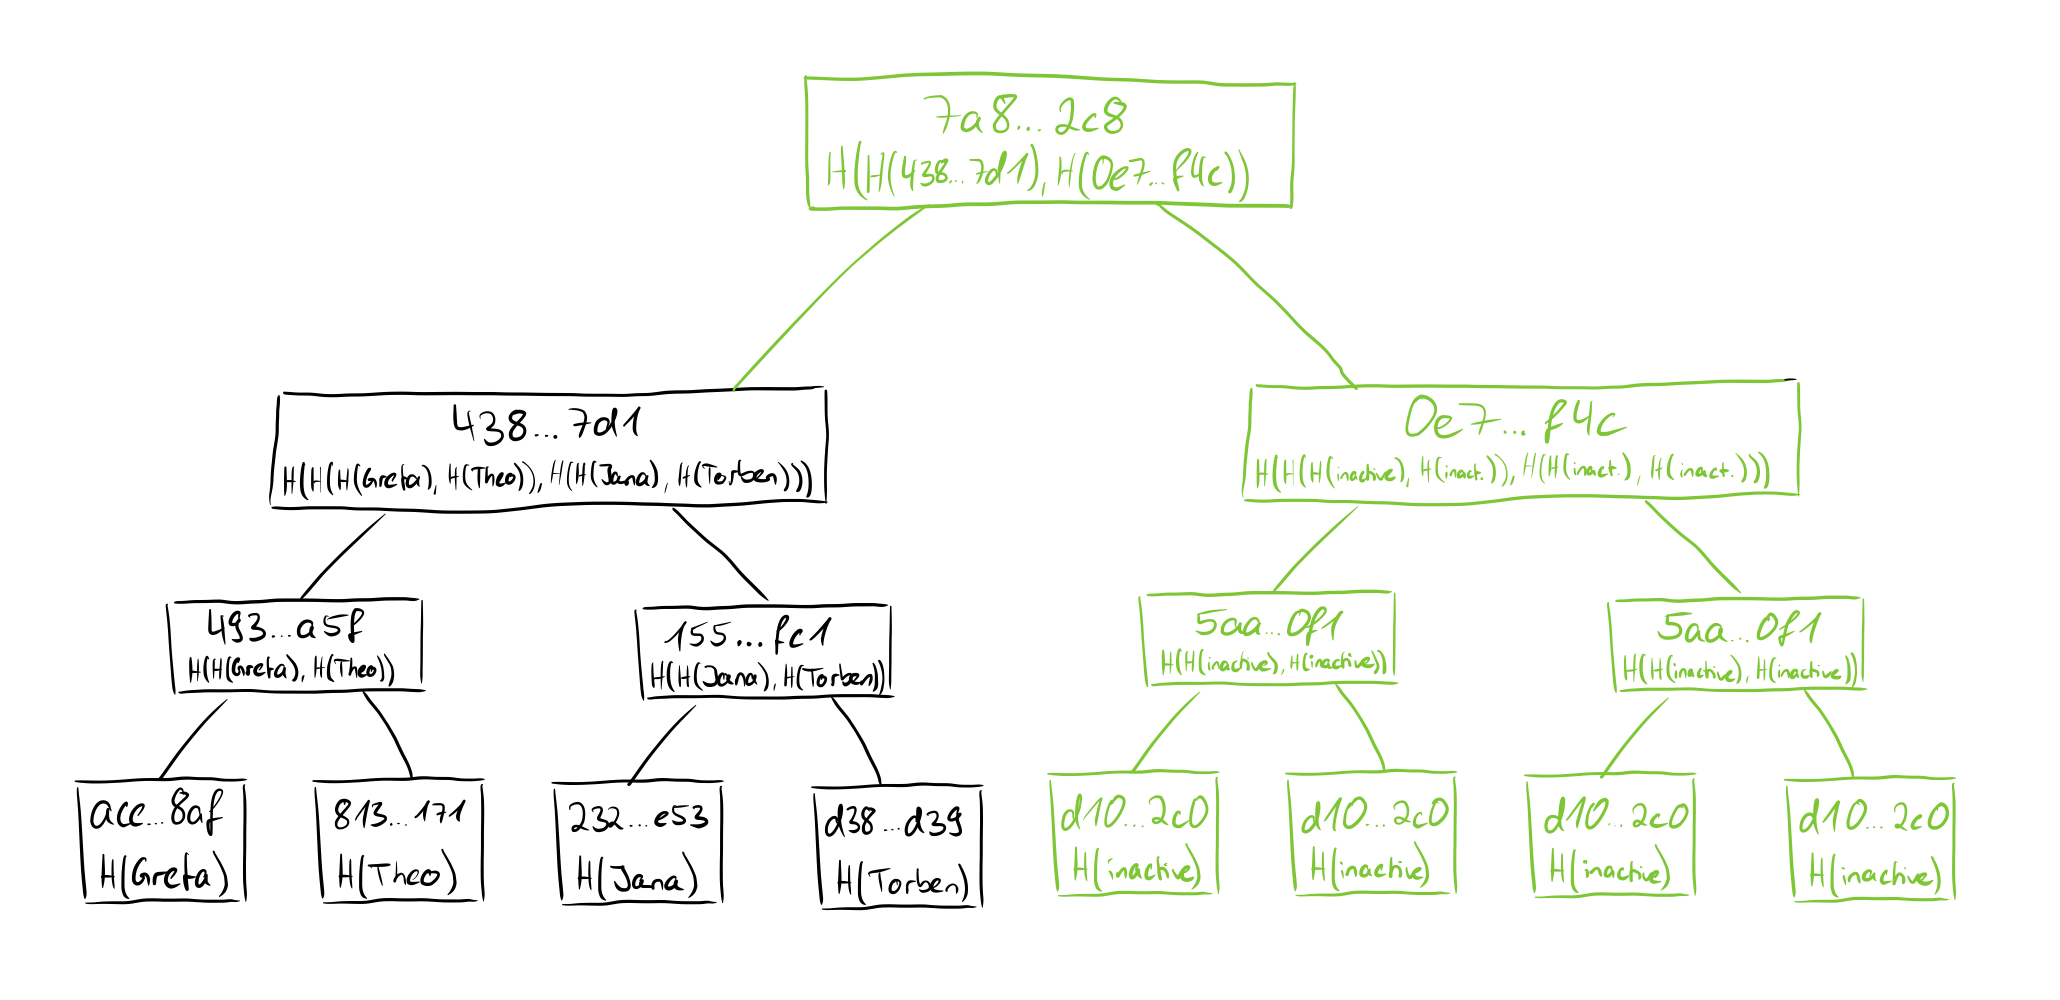 7a8...2c8
H(H(438...7d1), H(0e7...f4c))
438...7d1
H(H(H(Greta), H(Theo)), H(H(Jana), H(Torben)))
0e7...f4c
H(H(H(inactive), H(inact.)), H(H(inact.), H(inact.)))
493...a5f
H(H(Greta), H(Theo))
155...fc1
H(H(Jana), H(Torben))
5aa...0f1
H(H(inactive), H(inactive))
5aa...0f1
H(H(inactive), H(inactive))
acc...8af
H(Greta)
813...171
H(Theo)
232...e53
H(Jana)
d38...d39
H(Torben)
d10...2c0
H(inactive)
d10...2c0
H(inactive)
d10...2c0
H(inactive)
d10...2c0
H(inactive)